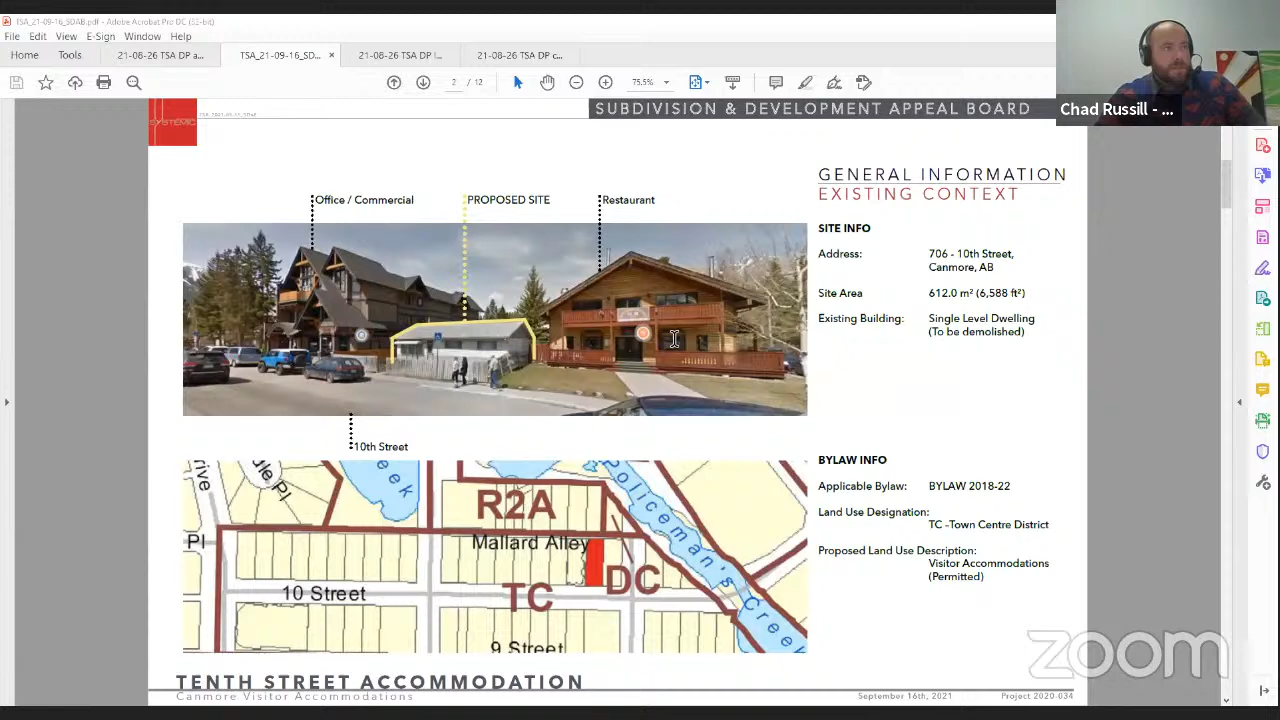 TSA_21-09-16_SDAB.pdf - Adobe Acrobat Pro DC (32-bit)
File Edit View E-Sign Window Help
Home Tools 21-08-26 TSA DP a... TSA_21-09-16_SD... × 21-08-26 TSA DP l... 21-08-26 TSA DP c...
2 / 12 75.5%
Chad Russill - ...
SUBDIVISION & DEVELOPMENT APPEAL BOARD
SYSTEMIC
GENERAL INFORMATION
EXISTING CONTEXT
Office / Commercial PROPOSED SITE Restaurant
10th Street
SITE INFO
Address: 706 - 10th Street,
Canmore, AB
Site Area 612.0 m² (6,588 ft²)
Existing Building: Single Level Dwelling
(To be demolished)
BYLAW INFO
Applicable Bylaw: BYLAW 2018-22
Land Use Designation:
TC –Town Centre District
Proposed Land Use Description:
Visitor Accommodations
(Permitted)
Pl
eek
Policeman's Creek
R2A
Pl
Mallard Alley
DC
10 Street
TC
9 Street
zoom
TENTH STREET ACCOMMODATION
Canmore Visitor Accommodations
September 16th, 2021 Project 2020-034